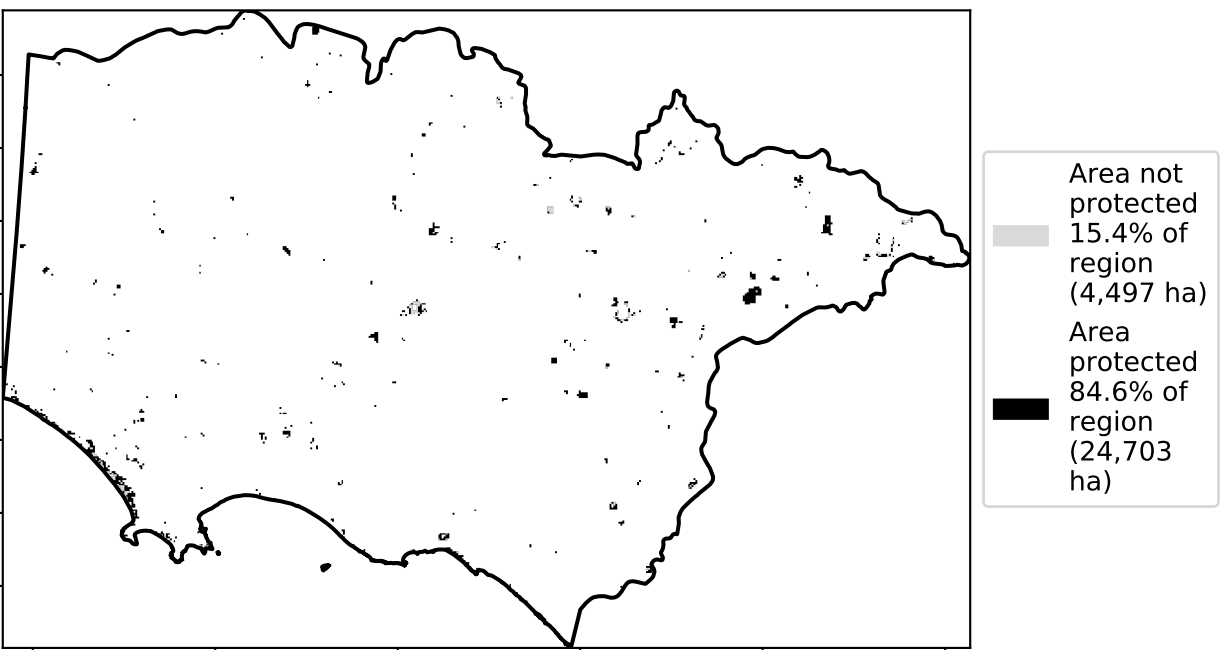 Area not
protected
15.4% of
region
(4,497 ha)
Area
protected
84.6% of
region
(24,703
ha)